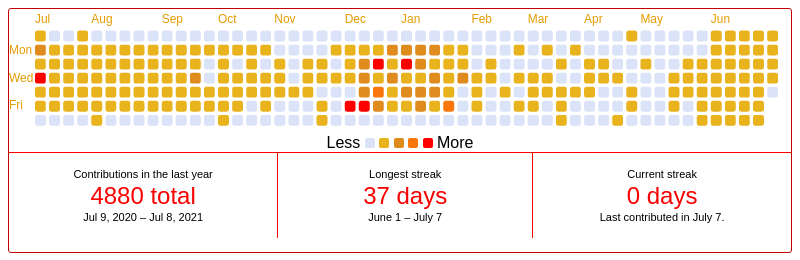 Jul Aug Sep Oct Nov Dec Jan Feb Mar Apr May Jun
Mon
Wed
Fri
Less More
Contributions in the last year
4880 total
Jul 9, 2020 – Jul 8, 2021
Longest streak
37 days
June 1 – July 7
Current streak
0 days
Last contributed in July 7.